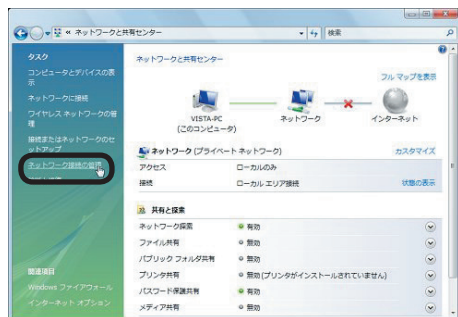 « ネットワークと共有センター
検索
タスク
コンピュータとデバイスの表
示
ネットワークに接続
ワイヤレス ネットワークの管
理
接続またはネットワークのセ
ットアップ
ネットワーク接続の管理
関連項目
Windows ファイアウォール
インターネット オプション
ネットワークと共有センター
フル マップを表示
VISTA-PC
(このコンピュータ)
ネットワーク
インターネット
ネットワーク (プライベート ネットワーク)
カスタマイズ
アクセス
ローカルのみ
接続
ローカル エリア接続
状態の表示
共有と探索
ネットワーク探索
有効
ファイル共有
無効
パブリック フォルダ共有
無効
プリンタ共有
無効 (プリンタがインストールされていません)
パスワード保護共有
有効
メディア共有
無効